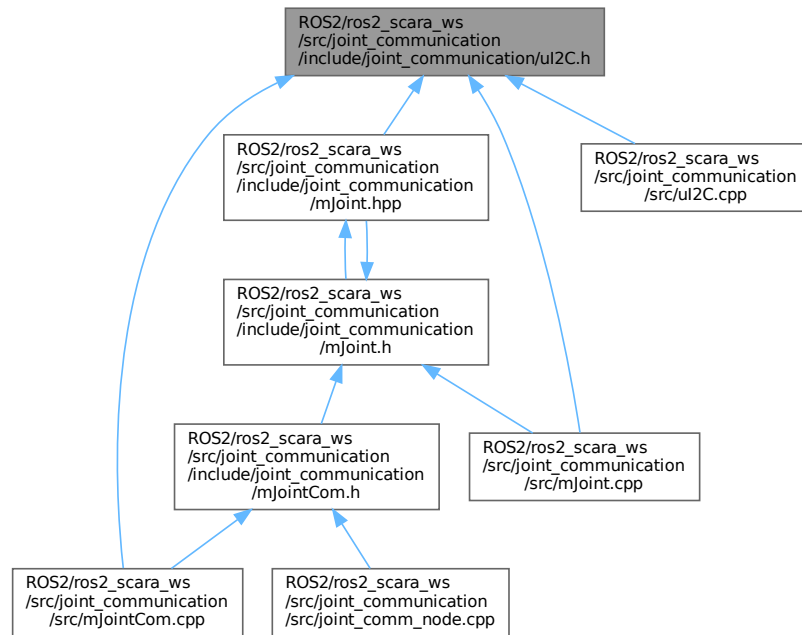 ROS2/ros2_scara_ws
/src/joint_communication
/include/joint_communication/uI2C.h
ROS2/ros2_scara_ws
/src/joint_communication
/include/joint_communication
/mJoint.hpp
ROS2/ros2_scara_ws
/src/joint_communication
/src/uI2C.cpp
ROS2/ros2_scara_ws
/src/joint_communication
/include/joint_communication
/mJoint.h
ROS2/ros2_scara_ws
/src/joint_communication
/include/joint_communication
/mJointCom.h
ROS2/ros2_scara_ws
/src/joint_communication
/src/mJoint.cpp
ROS2/ros2_scara_ws
/src/joint_communication
/src/mJointCom.cpp
ROS2/ros2_scara_ws
/src/joint_communication
/src/joint_comm_node.cpp